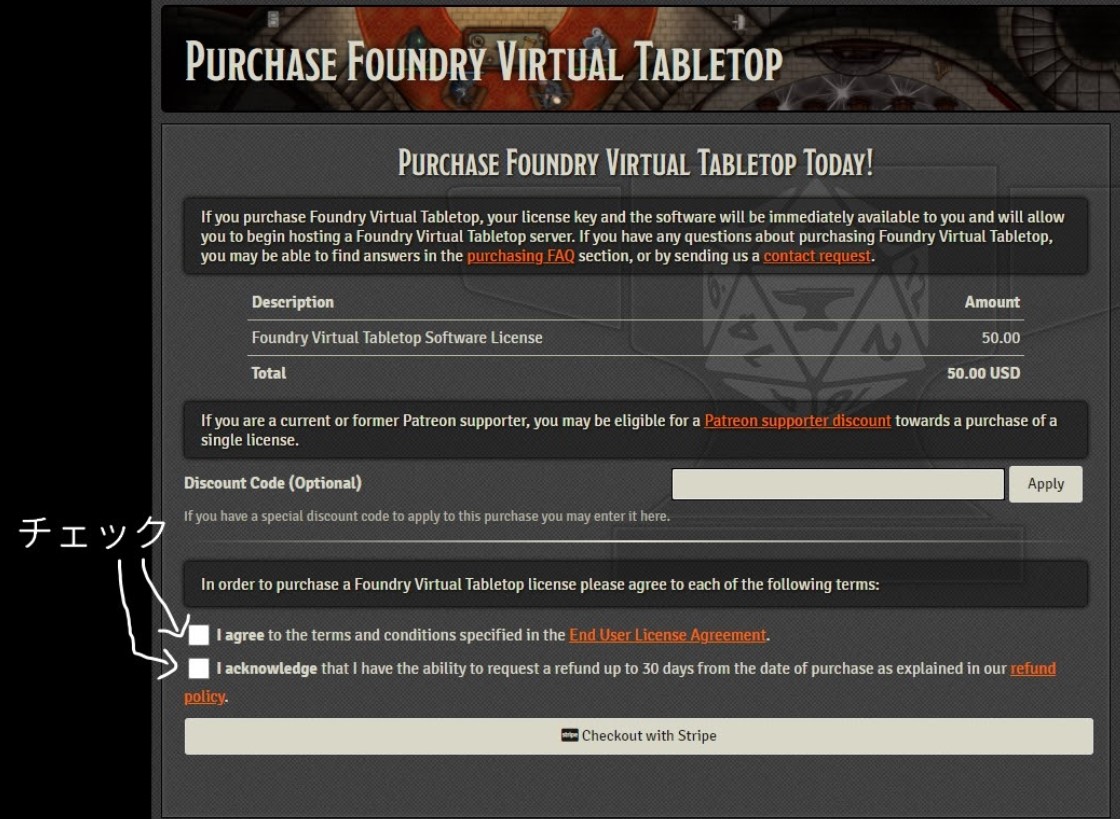 Purchase Foundry Virtual Tabletop
Purchase Foundry Virtual Tabletop Today!
If you purchase Foundry Virtual Tabletop, your license key and the software will be immediately available to you and will allow
you to begin hosting a Foundry Virtual Tabletop server. If you have any questions about purchasing Foundry Virtual Tabletop,
you may be able to find answers in the purchasing FAQ section, or by sending us a contact request.
Description Amount
Foundry Virtual Tabletop Software License 50.00
Total 50.00 USD
If you are a current or former Patreon supporter, you may be eligible for a Patreon supporter discount towards a purchase of a
single license.
Discount Code (Optional) Apply
If you have a special discount code to apply to this purchase you may enter it here.
チェック
In order to purchase a Foundry Virtual Tabletop license please agree to each of the following terms:
I agree to the terms and conditions specified in the End User License Agreement.
I acknowledge that I have the ability to request a refund up to 30 days from the date of purchase as explained in our refund
policy.
stripe Checkout with Stripe